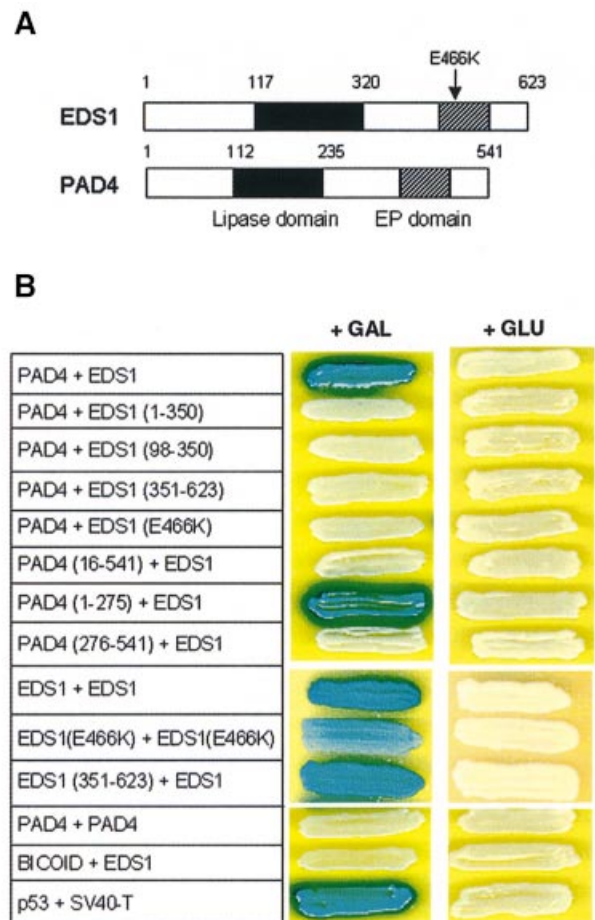 A
E466K
1 117 320 623
EDS1
1 112 235 541
PAD4
Lipase domain EP domain
B
+ GAL + GLU
PAD4 + EDS1
PAD4 + EDS1 (1-350)
PAD4 + EDS1 (98-350)
PAD4 + EDS1 (351-623)
PAD4 + EDS1 (E466K)
PAD4 (16-541) + EDS1
PAD4 (1-275) + EDS1
PAD4 (276-541) + EDS1
EDS1 + EDS1
EDS1(E466K) + EDS1(E466K)
EDS1 (351-623) + EDS1
PAD4 + PAD4
BICOID + EDS1
p53 + SV40-T